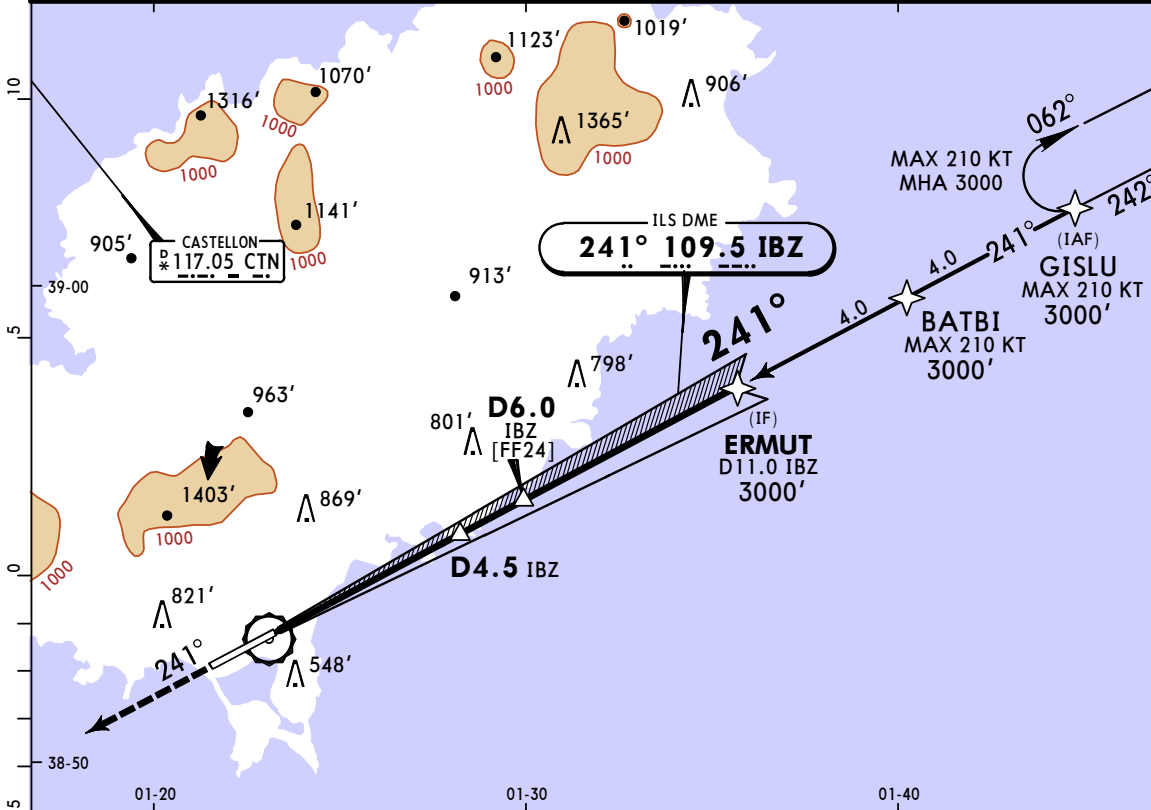 1123'
1019'
10
1316'
1070'
1000
906'
1000
1365'
062°
1000
1000
MAX 210 KT
MHA 3000
242°
1141'
905'
CASTELLON
D
* 117.05 CTN
1000
ILS DME
241° 109.5 IBZ
241°
(IAF)
GISLU
MAX 210 KT
3000'
4.0
39-00
913'
4.0
BATBI
MAX 210 KT
3000'
241°
5
798'
963'
D6.0
IBZ
[FF24]
801'
(IF)
ERMUT
D11.0 IBZ
3000'
1403'
869'
1000
D4.5 IBZ
1000
0
821'
241°
548'
38-50
5
01-20
01-30
01-40